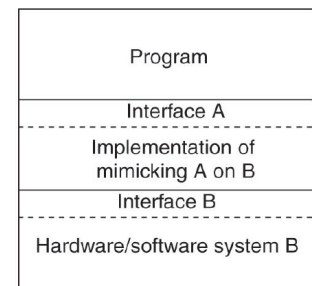 Program
Interface A
Implementation of
mimicking A on B
Interface B
Hardware/software system B